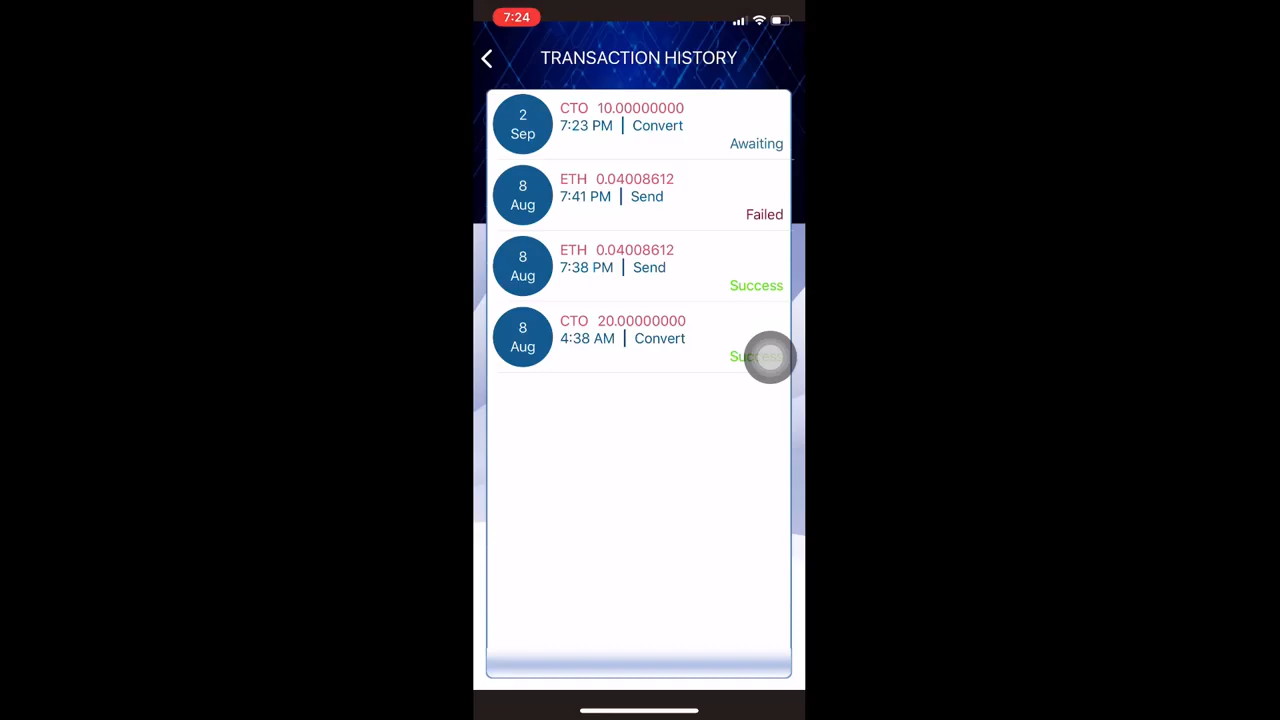 7:24
TRANSACTION HISTORY
2
Sep
CTO 10.00000000
7:23 PM | Convert
Awaiting
8
Aug
ETH 0.04008612
7:41 PM | Send
Failed
8
Aug
ETH 0.04008612
7:38 PM | Send
Success
8
Aug
CTO 20.00000000
4:38 AM | Convert
Success